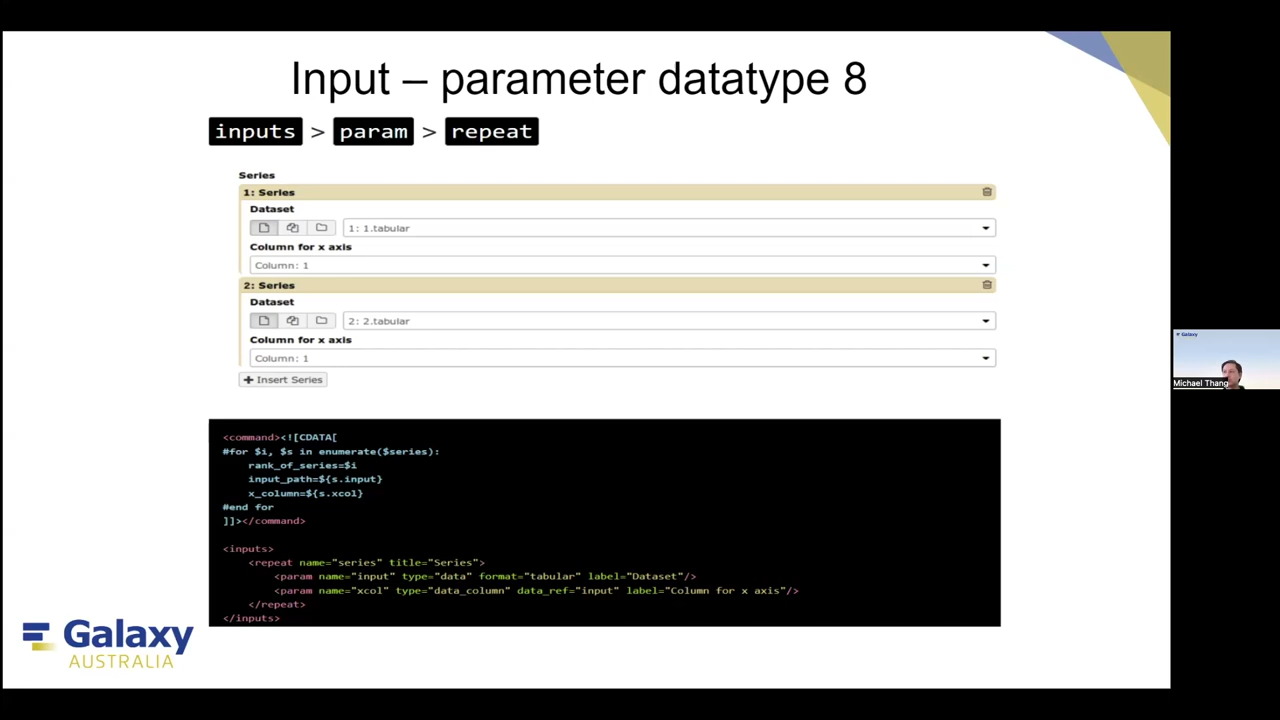 Input – parameter datatype 8
inputs > param > repeat
Series
1: Series
Dataset
1: 1.tabular
Column for x axis
Column: 1
2: Series
Dataset
2: 2.tabular
Column for x axis
Column: 1
+ Insert Series
<command><![CDATA[
#for $i, $s in enumerate($series):
    rank_of_series=$i
    input_path=${s.input}
    x_column=${s.xcol}
#end for
]]></command>
<inputs>
    <repeat name="series" title="Series">
        <param name="input" type="data" format="tabular" label="Dataset"/>
        <param name="xcol" type="data_column" data_ref="input" label="Column for x axis"/>
    </repeat>
</inputs>
Galaxy
AUSTRALIA
Galaxy
Michael Thang